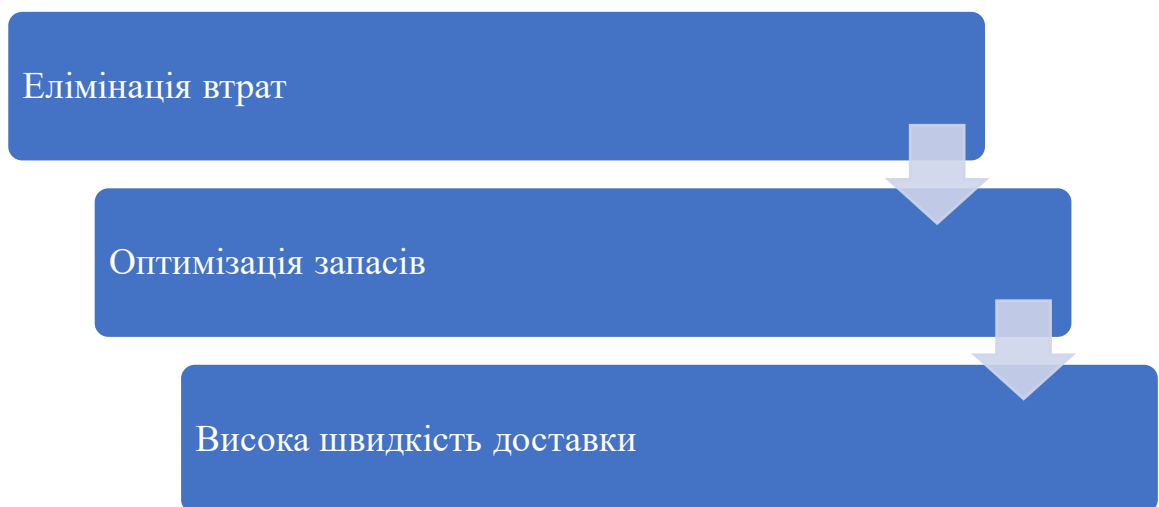 Елімінація втрат
Оптимізація запасів
Висока швидкість доставки